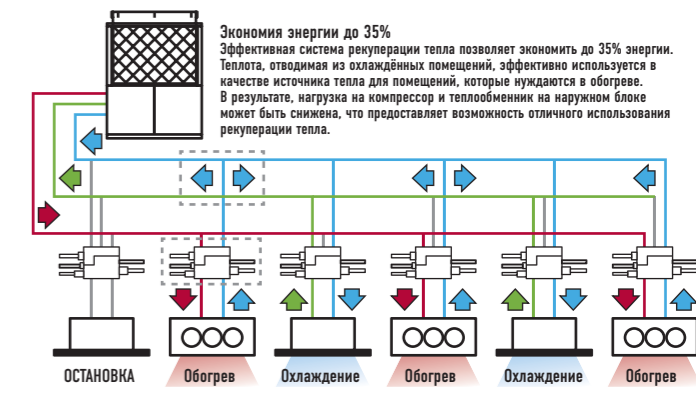 Экономия энергии до 35%
Эффективная система рекуперации тепла позволяет экономить до 35% энергии.
Теплота, отводимая из охлаждённых помещений, эффективно используется в
качестве источника тепла для помещений, которые нуждаются в обогреве.
В результате, нагрузка на компрессор и теплообменник на наружном блоке
может быть снижена, что предоставляет возможность отличного использования
рекуперации тепла.
ОСТАНОВКА Обогрев Охлаждение Обогрев Охлаждение Обогрев